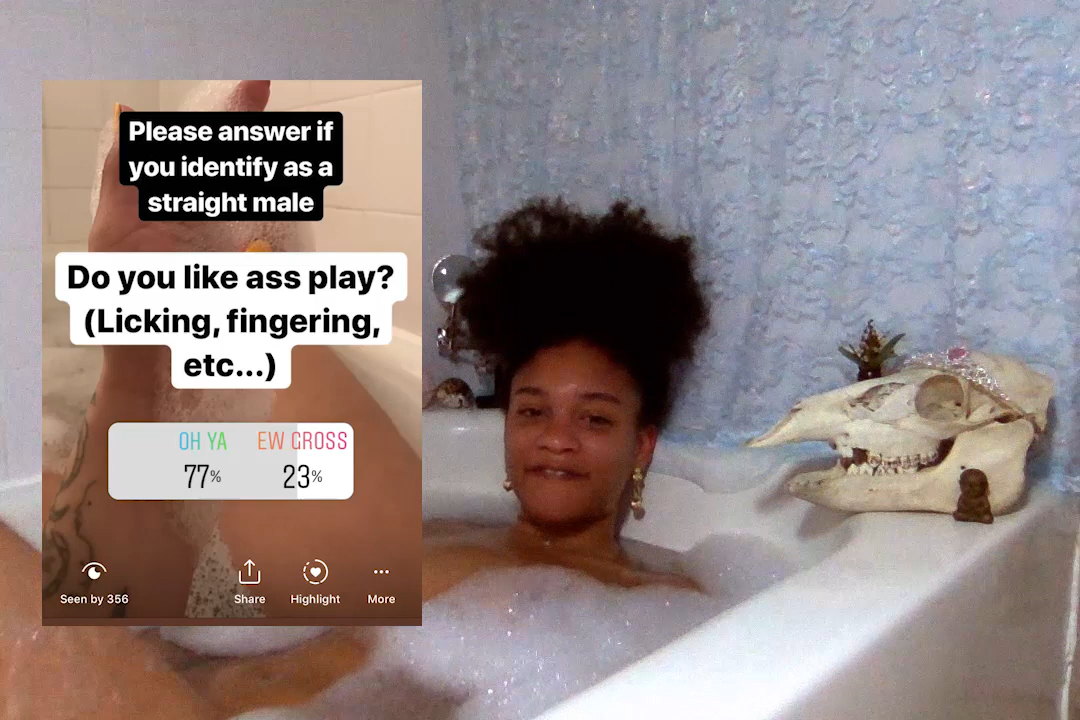 Please answer if
you identify as a
straight male
Do you like ass play?
(Licking, fingering,
etc...)
OH YA EW GROSS
77% 23%
Seen by 356 Share Highlight More